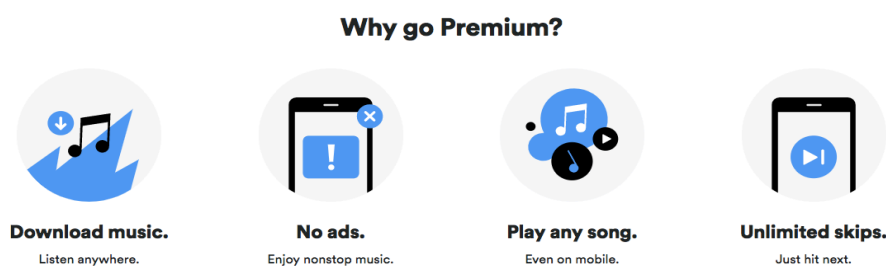 Why go Premium?
Download music.
Listen anywhere.
No ads.
Enjoy nonstop music.
Play any song.
Even on mobile.
Unlimited skips.
Just hit next.